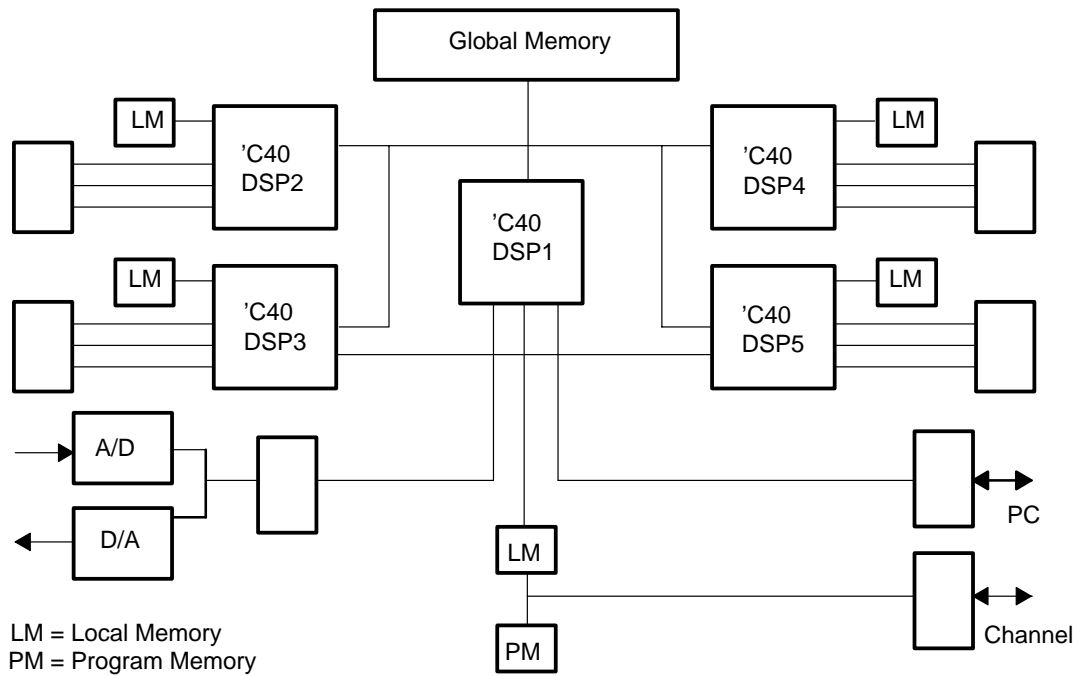 Global Memory
LM
'C40
DSP2
'C40
DSP4
LM
'C40
DSP1
LM
'C40
DSP3
'C40
DSP5
LM
A/D
D/A
PC
LM
Channel
PM
LM = Local Memory
PM = Program Memory